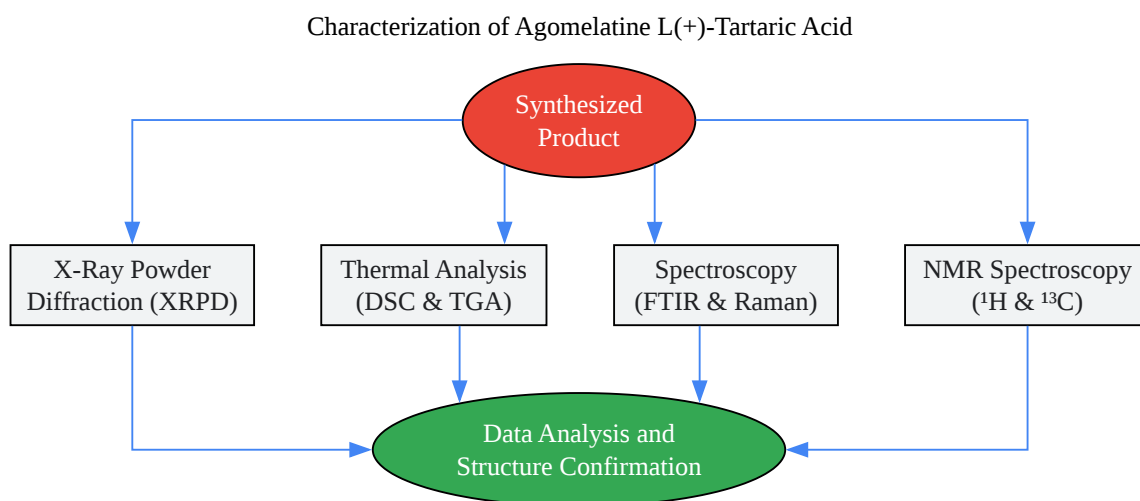 Characterization of Agomelatine L(+)-Tartaric Acid
Synthesized
Product
X-Ray Powder
Diffraction (XRPD)
Thermal Analysis
(DSC & TGA)
Spectroscopy
(FTIR & Raman)
NMR Spectroscopy
(¹H & ¹³C)
Data Analysis and
Structure Confirmation